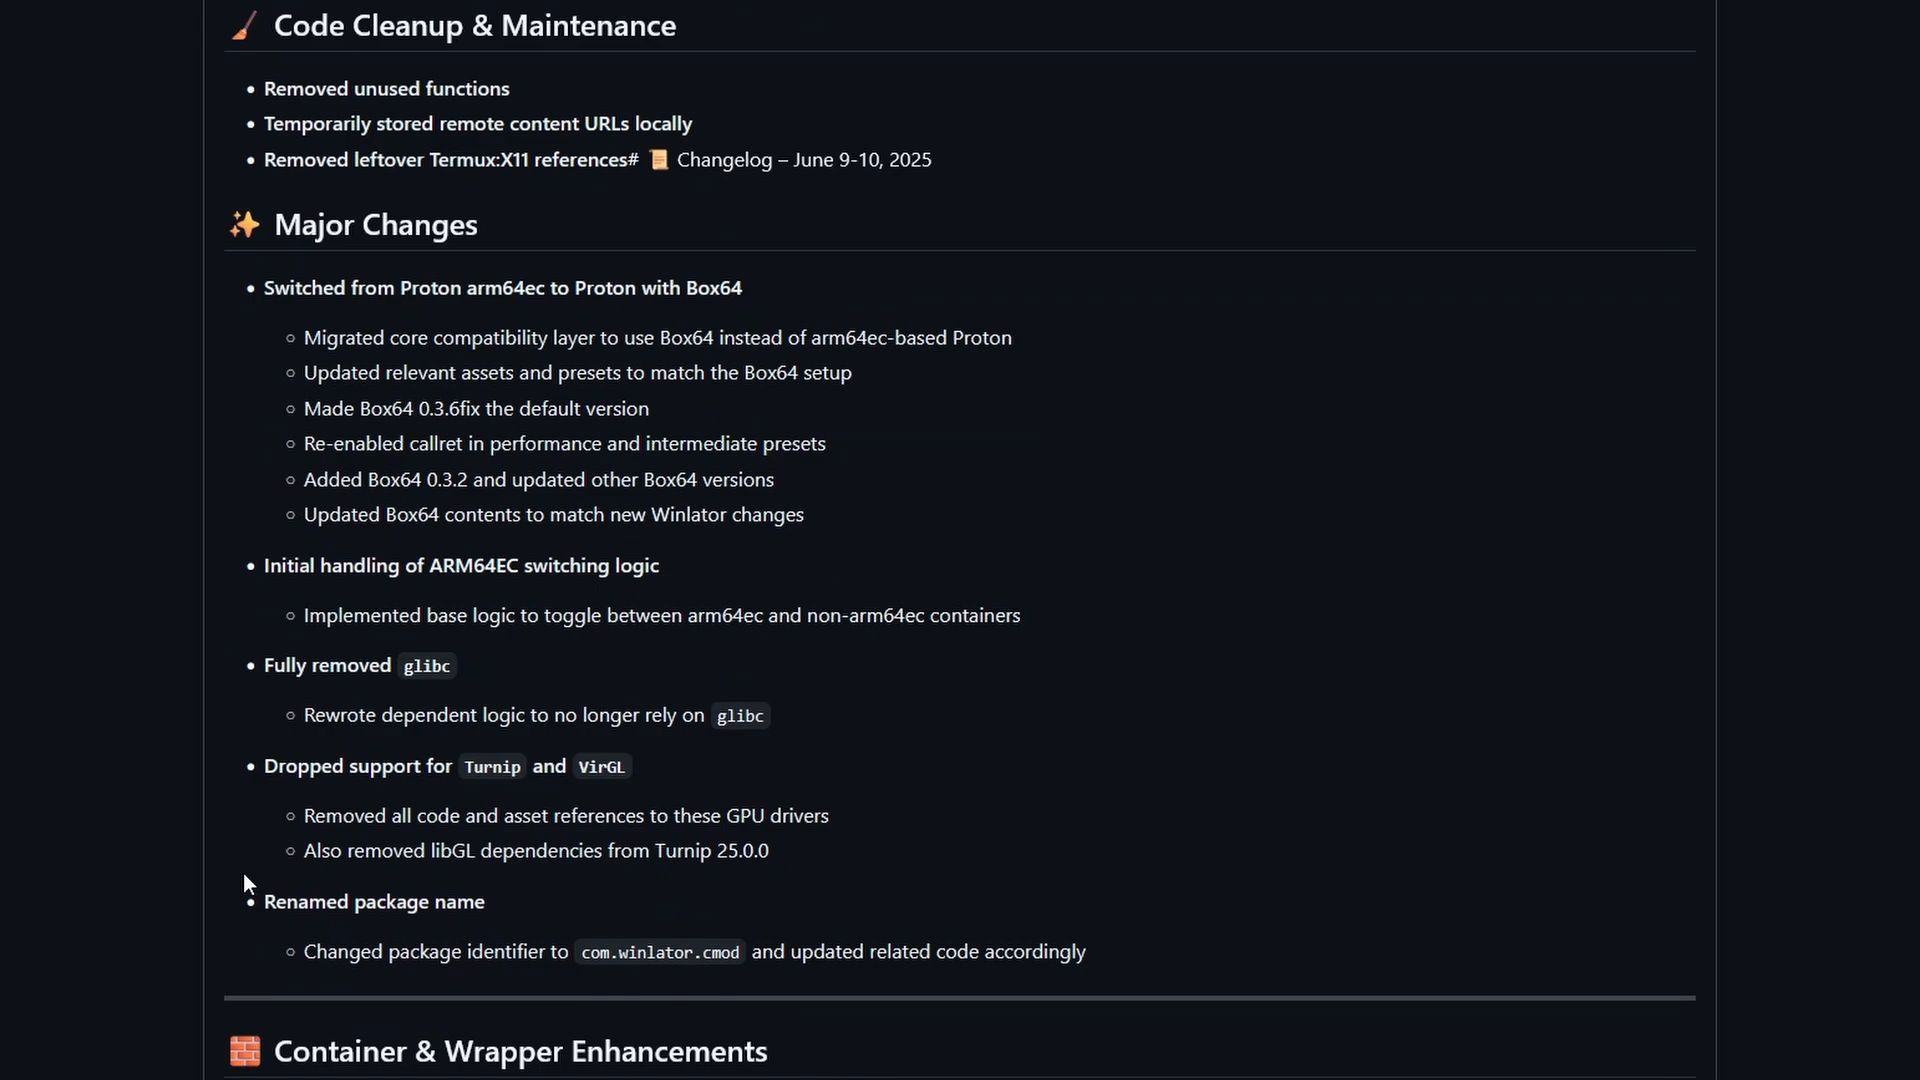 Code Cleanup & Maintenance
• Removed unused functions
• Temporarily stored remote content URLs locally
• Removed leftover Termux:X11 references# 📜 Changelog – June 9-10, 2025
✨ Major Changes
• Switched from Proton arm64ec to Proton with Box64
○ Migrated core compatibility layer to use Box64 instead of arm64ec-based Proton
○ Updated relevant assets and presets to match the Box64 setup
○ Made Box64 0.3.6fix the default version
○ Re-enabled callret in performance and intermediate presets
○ Added Box64 0.3.2 and updated other Box64 versions
○ Updated Box64 contents to match new Winlator changes
• Initial handling of ARM64EC switching logic
○ Implemented base logic to toggle between arm64ec and non-arm64ec containers
• Fully removed glibc
○ Rewrote dependent logic to no longer rely on glibc
• Dropped support for Turnip and VirGL
○ Removed all code and asset references to these GPU drivers
○ Also removed libGL dependencies from Turnip 25.0.0
• Renamed package name
○ Changed package identifier to com.winlator.cmod and updated related code accordingly
🧱 Container & Wrapper Enhancements